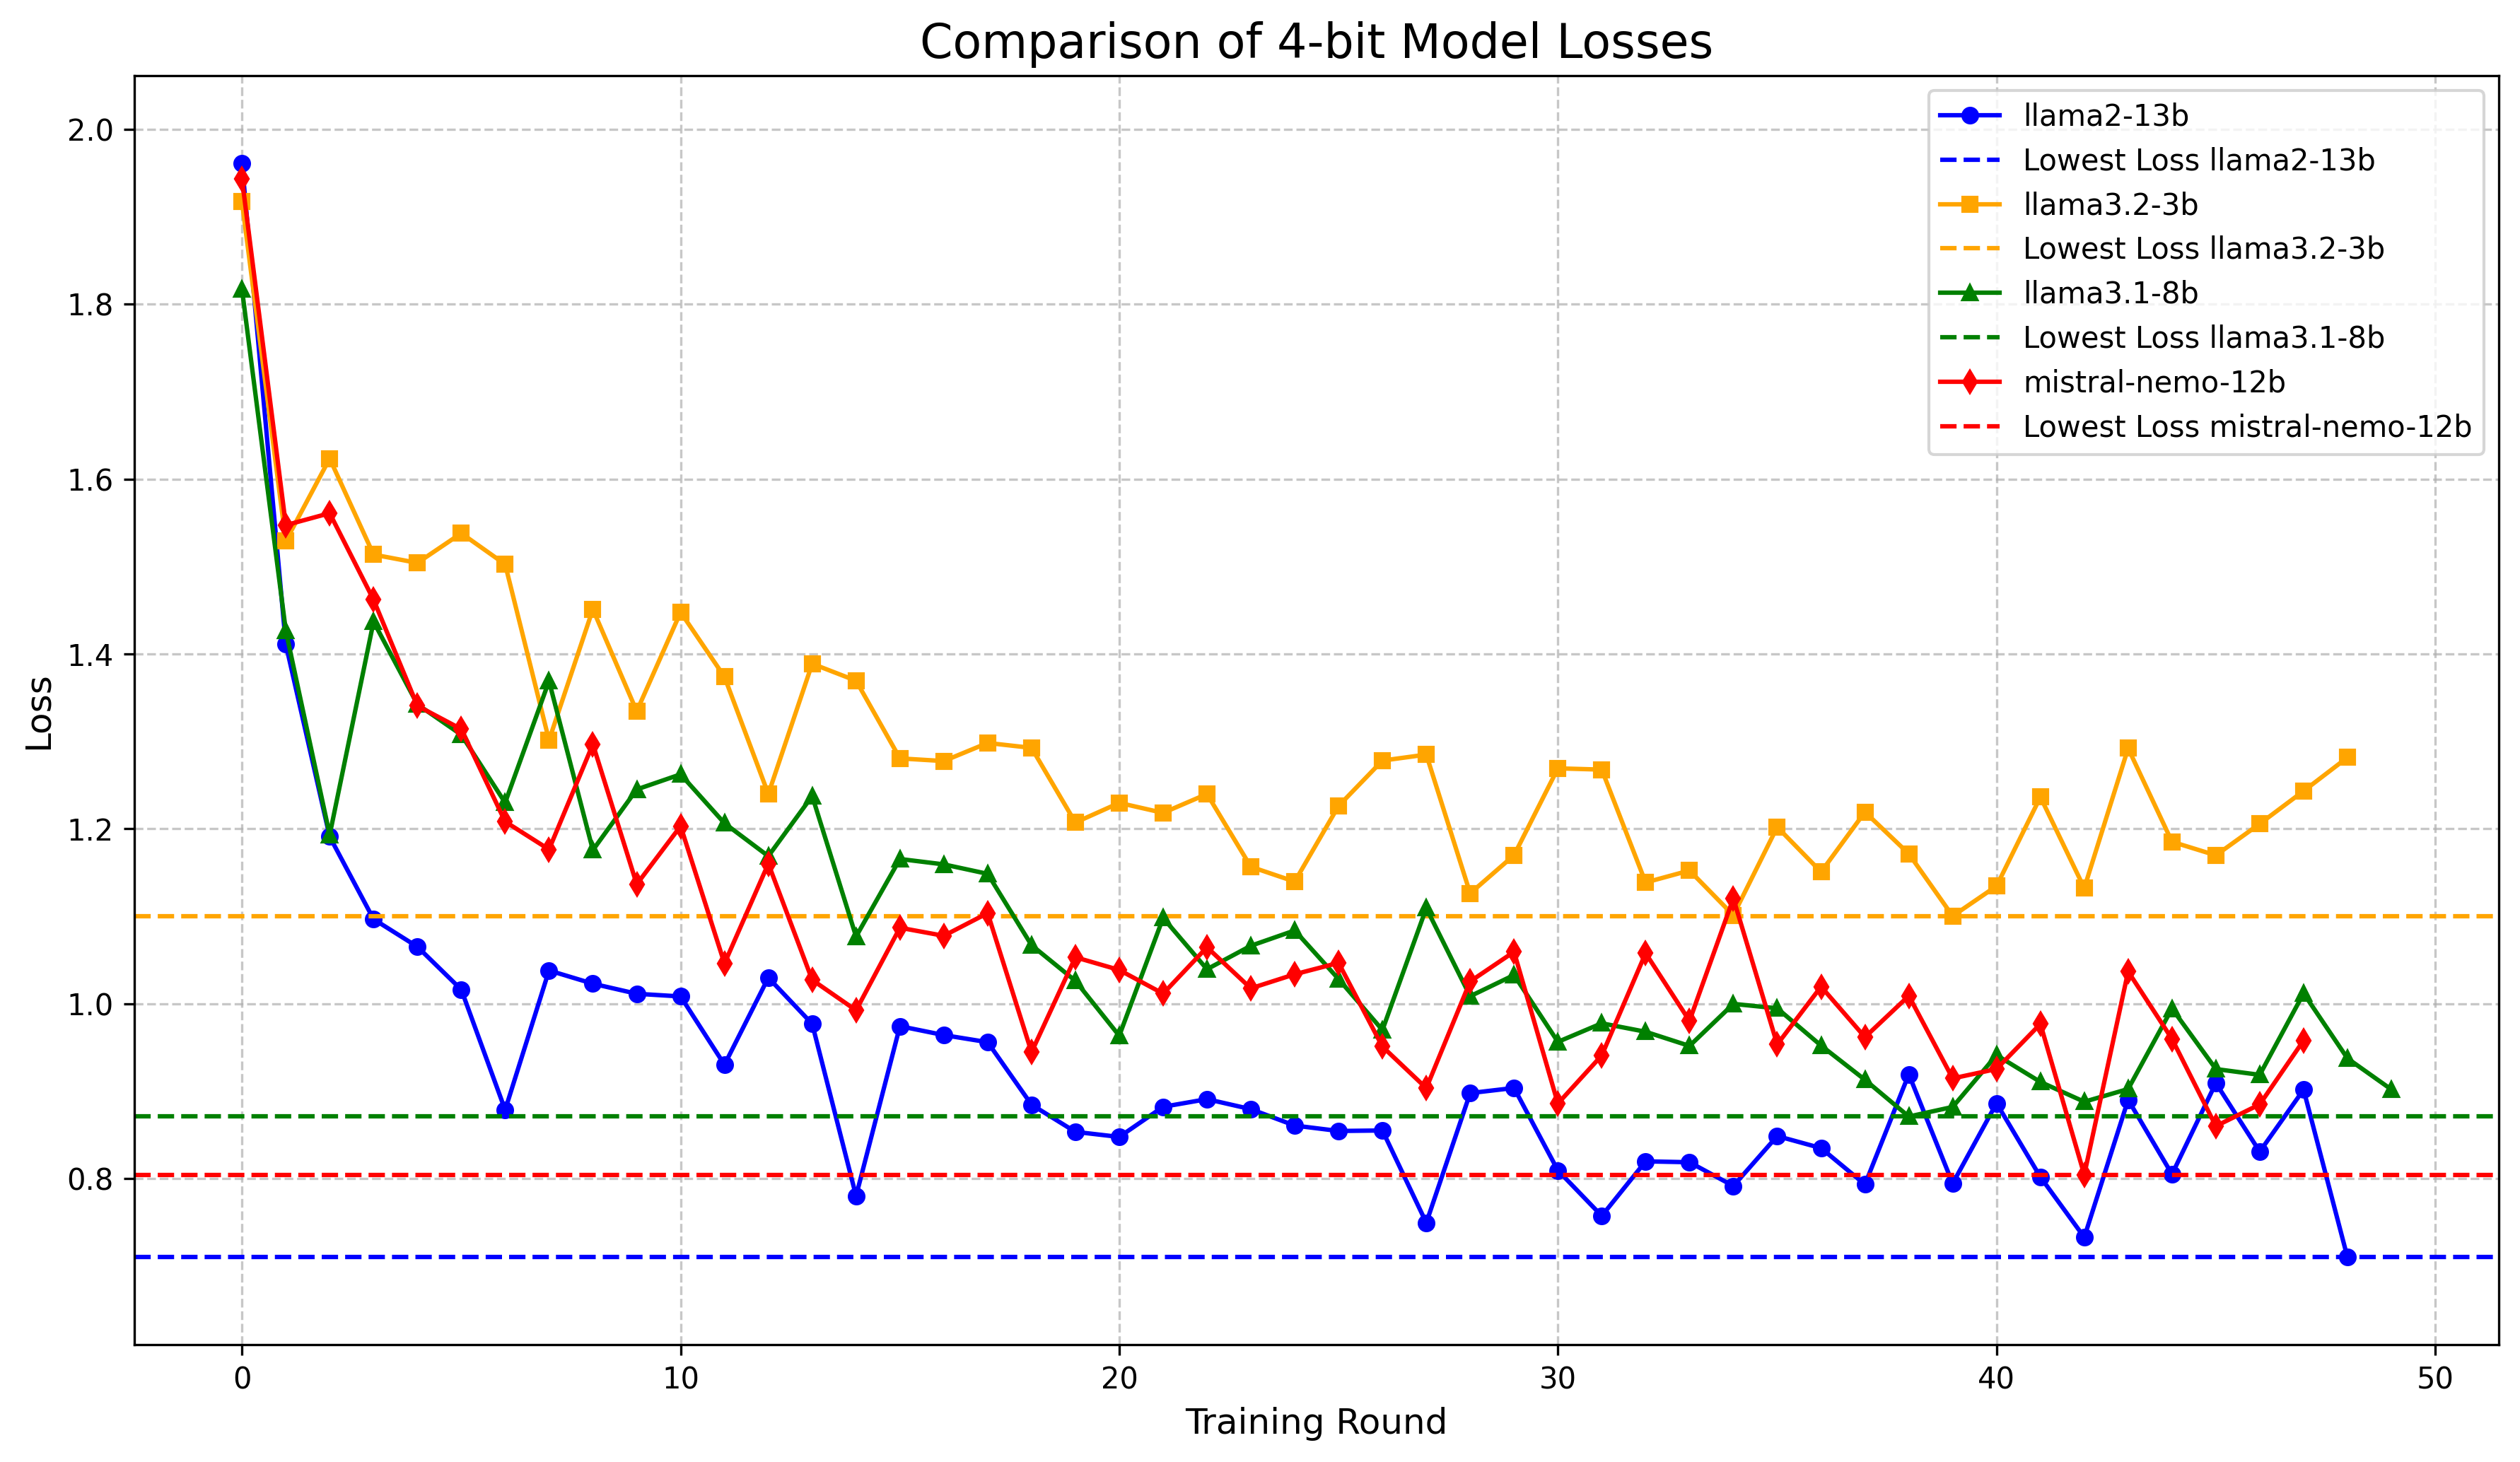 Comparison of 4-bit Model Losses
llama2-13b
Lowest Loss llama2-13b
llama3.2-3b
Lowest Loss llama3.2-3b
llama3.1-8b
Lowest Loss llama3.1-8b
mistral-nemo-12b
Lowest Loss mistral-nemo-12b
Loss
2.0
1.8
1.6
1.4
1.2
1.0
0.8
0 10 20 30 40 50
Training Round